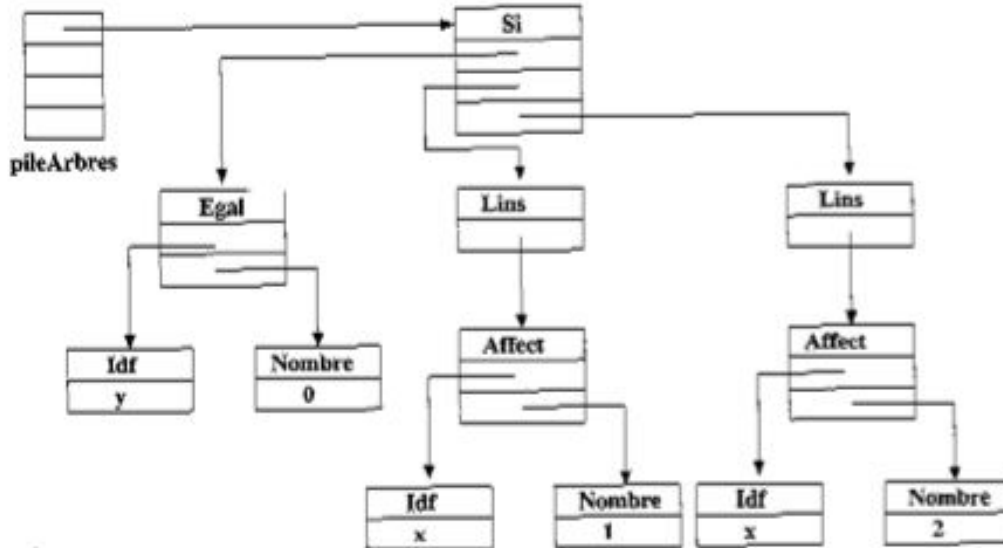 Si
pileArbres
Egal
Lins
Lins
Idf
y
Nombre
0
Affect
Affect
Idf
x
Nombre
1
Idf
x
Nombre
2